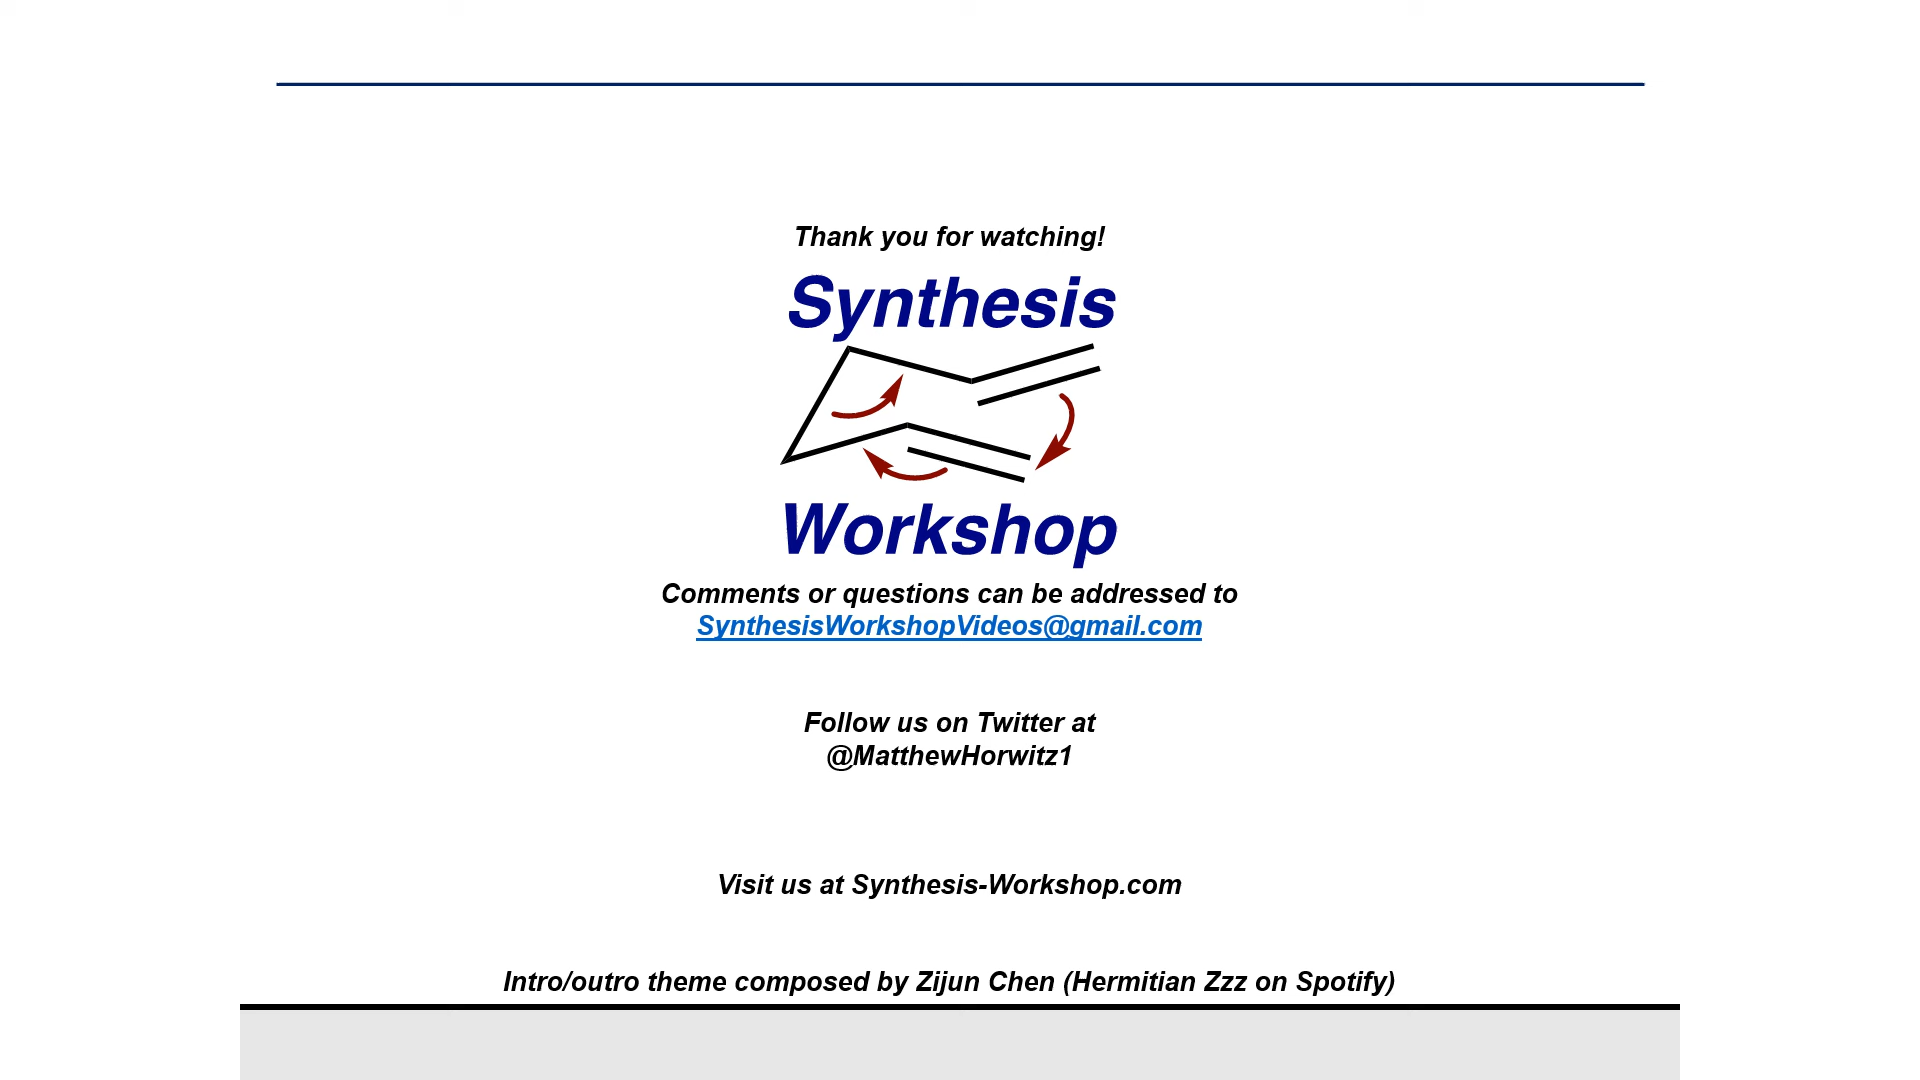 Thank you for watching!
Synthesis
Workshop
Comments or questions can be addressed to
SynthesisWorkshopVideos@gmail.com
Follow us on Twitter at
@MatthewHorwitz1
Visit us at Synthesis-Workshop.com
Intro/outro theme composed by Zijun Chen (Hermitian Zzz on Spotify)